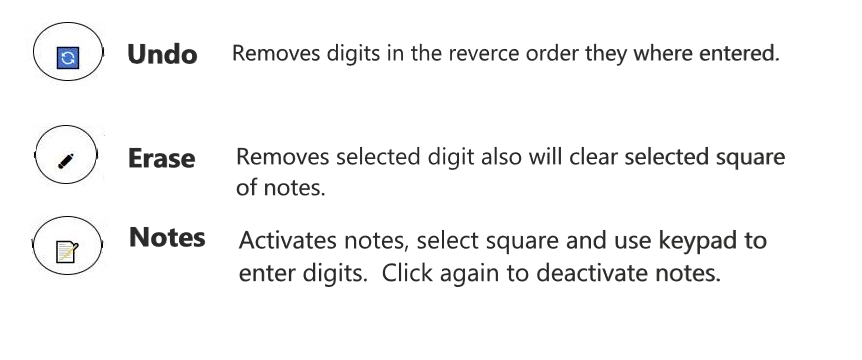 Undo Removes digits in the reverce order they where entered.
Erase Removes selected digit also will clear selected square
of notes.
Notes Activates notes, select square and use keypad to
enter digits. Click again to deactivate notes.